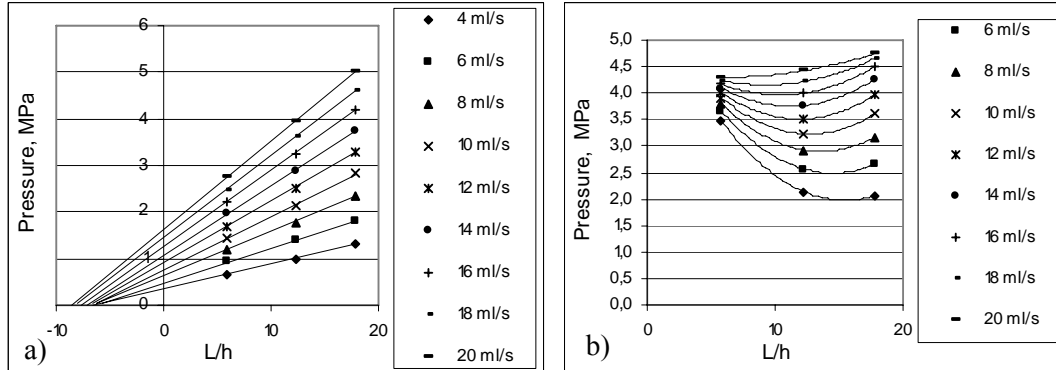 Pressure, MPa
6
5
4
3
2
1
0
-10 0 10 20
L/h
a)
4 ml/s
6 ml/s
8 ml/s
10 ml/s
12 ml/s
14 ml/s
16 ml/s
18 ml/s
20 ml/s
Pressure, MPa
5,0
4,5
4,0
3,5
3,0
2,5
2,0
1,5
1,0
0,5
0,0
0 10 20
L/h
b)
6 ml/s
8 ml/s
10 ml/s
12 ml/s
14 ml/s
16 ml/s
18 ml/s
20 ml/s